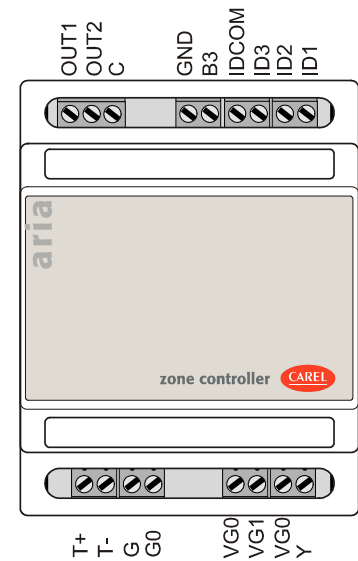 OUT1
OUT2
C
GND
B3
IDCOM
ID3
ID2
ID1
aria
zone controller CAREL
T+
T-
G
G0
VG0
VG1
VG0
Y